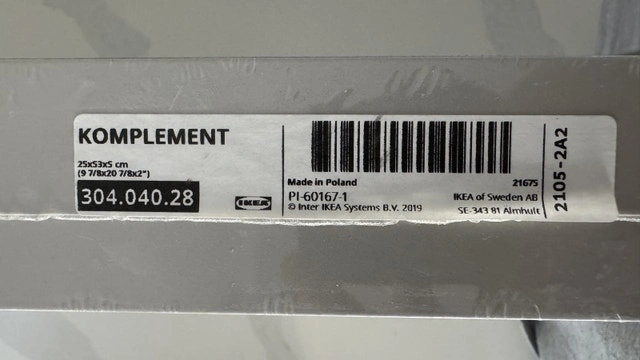 KOMPLEMENT
25x53x5 cm
(9 7/8x20 7/8x2")
304.040.28
IKEA
Made in Poland
21675
PI-60167-1
IKEA of Sweden AB
© Inter IKEA Systems B.V. 2019
SE-343 81 Älmhult
2105-2A2